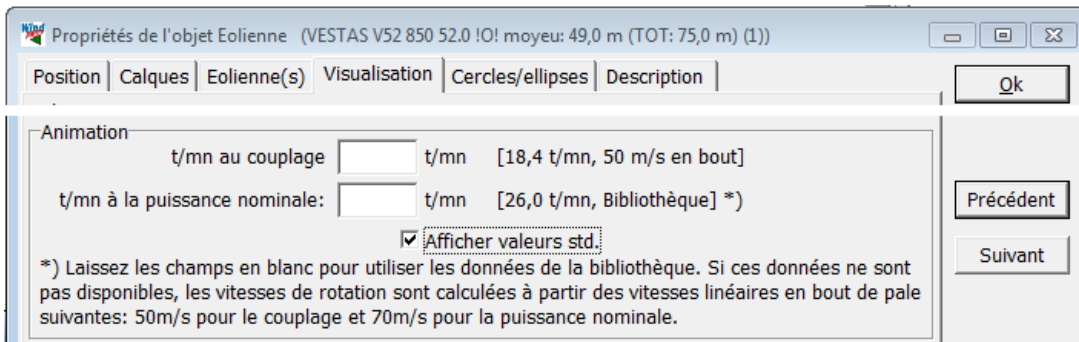 Propriétés de l'objet Eolienne (VESTAS V52 850 52.0 !O! moyeu: 49,0 m (TOT: 75,0 m) (1))
Position Calques Eolienne(s) Visualisation Cercles/ellipses Description
Ok
Animation
t/mn au couplage t/mn [18,4 t/mn, 50 m/s en bout]
t/mn à la puissance nominale: t/mn [26,0 t/mn, Bibliothèque] *)
Précédent
Afficher valeurs std.
Suivant
*) Laissez les champs en blanc pour utiliser les données de la bibliothèque. Si ces données ne sont
pas disponibles, les vitesses de rotation sont calculées à partir des vitesses linéaires en bout de pale
suivantes: 50m/s pour le couplage et 70m/s pour la puissance nominale.